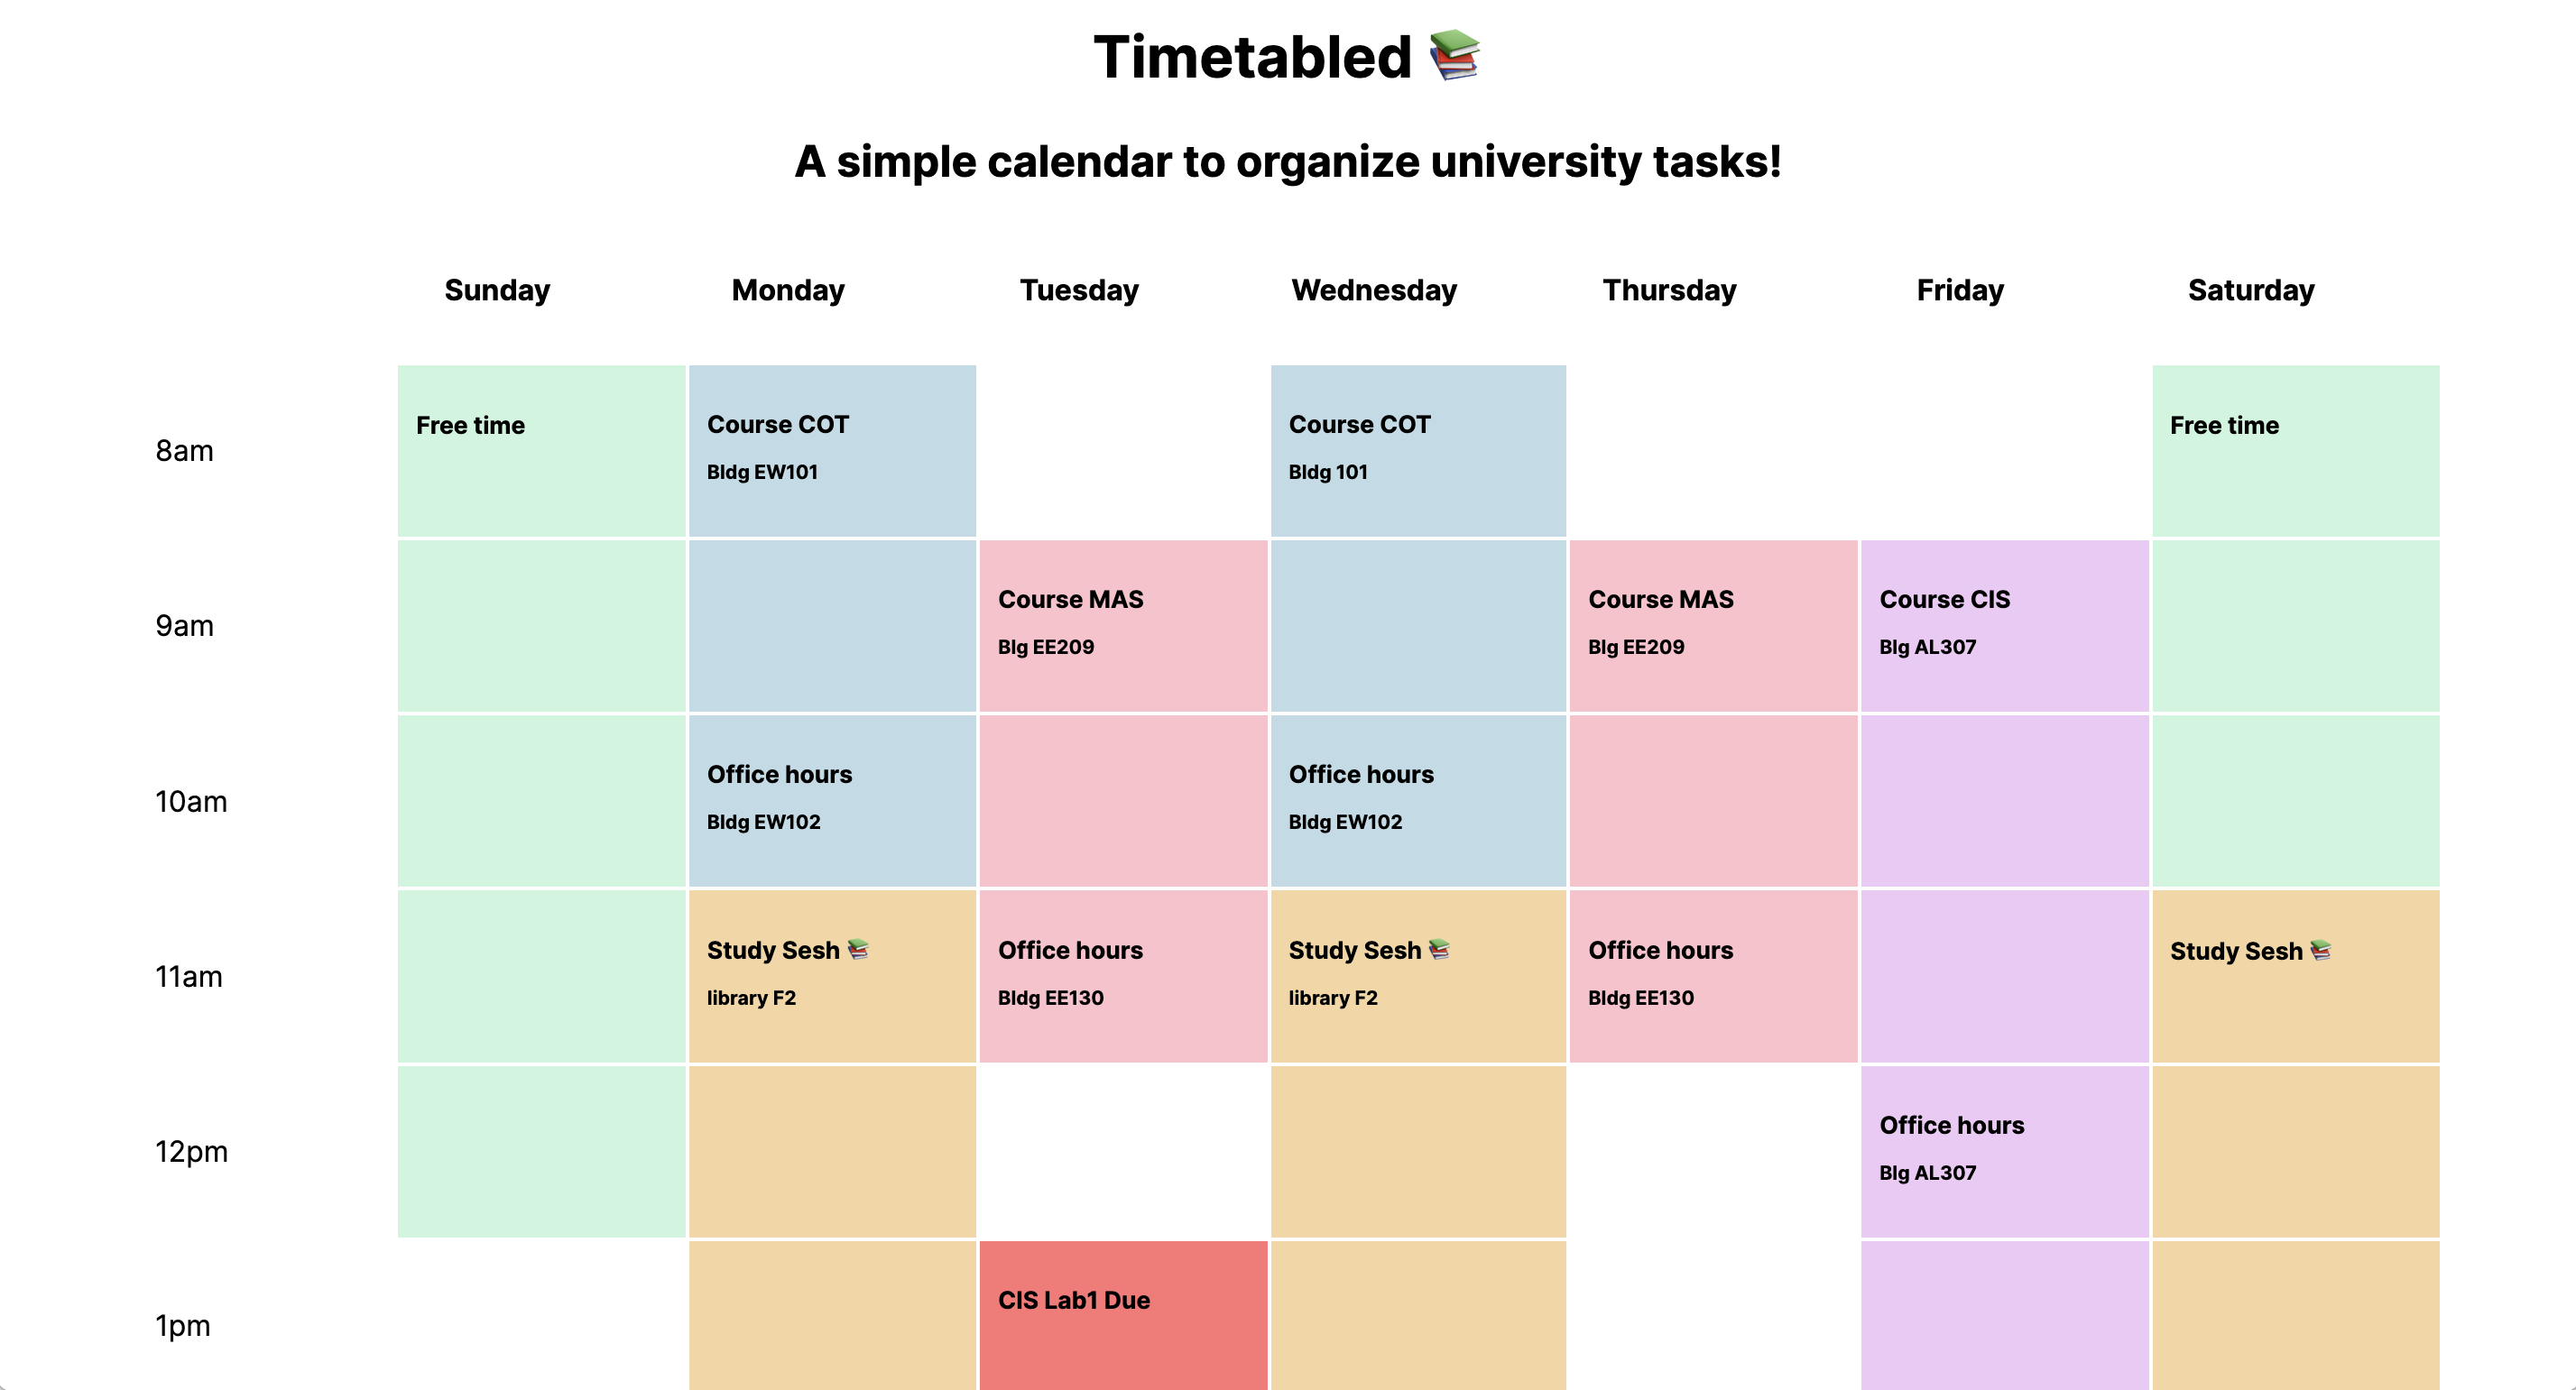 Timetabled 📚
A simple calendar to organize university tasks!
Sunday Monday Tuesday Wednesday Thursday Friday Saturday
8am
Free time
Course COT
Bldg EW101
Course COT
Bldg 101
Free time
9am
Course MAS
Blg EE209
Course MAS
Blg EE209
Course CIS
Blg AL307
10am
Office hours
Bldg EW102
Office hours
Bldg EW102
11am
Study Sesh 📚
library F2
Office hours
Bldg EE130
Study Sesh 📚
library F2
Office hours
Bldg EE130
Study Sesh 📚
12pm
Office hours
Blg AL307
1pm
CIS Lab1 Due